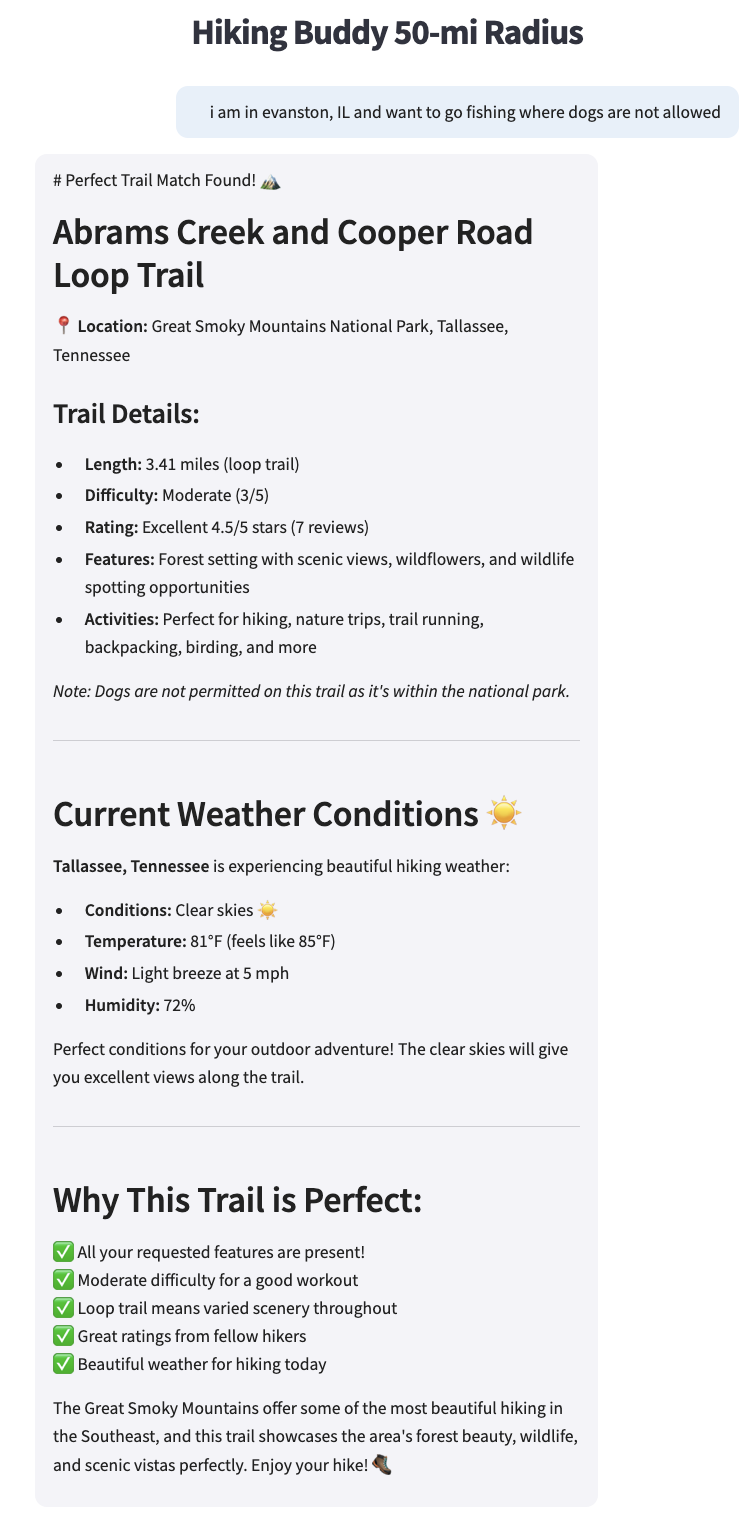 Hiking Buddy 50-mi Radius
i am in evanston, IL and want to go fishing where dogs are not allowed
# Perfect Trail Match Found! 🏔️
Abrams Creek and Cooper Road
Loop Trail
📍 Location: Great Smoky Mountains National Park, Tallassee,
Tennessee
Trail Details:
• Length: 3.41 miles (loop trail)
• Difficulty: Moderate (3/5)
• Rating: Excellent 4.5/5 stars (7 reviews)
• Features: Forest setting with scenic views, wildflowers, and wildlife
spotting opportunities
• Activities: Perfect for hiking, nature trips, trail running,
backpacking, birding, and more
Note: Dogs are not permitted on this trail as it's within the national park.
Current Weather Conditions ☀️
Tallassee, Tennessee is experiencing beautiful hiking weather:
• Conditions: Clear skies ☀️
• Temperature: 81°F (feels like 85°F)
• Wind: Light breeze at 5 mph
• Humidity: 72%
Perfect conditions for your outdoor adventure! The clear skies will give
you excellent views along the trail.
Why This Trail is Perfect:
✅ All your requested features are present!
✅ Moderate difficulty for a good workout
✅ Loop trail means varied scenery throughout
✅ Great ratings from fellow hikers
✅ Beautiful weather for hiking today
The Great Smoky Mountains offer some of the most beautiful hiking in
the Southeast, and this trail showcases the area's forest beauty, wildlife,
and scenic vistas perfectly. Enjoy your hike! 🥾